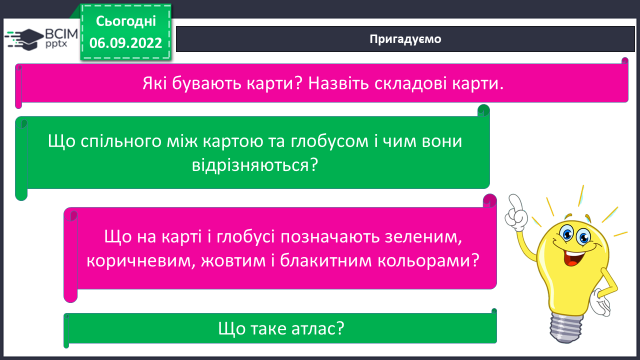 BCIM
pptx
Сьогодні
06.09.2022
Пригадуємо
Які бувають карти? Назвіть складові карти.
Що спільного між картою та глобусом і чим вони
відрізняються?
Що на карті і глобусі позначають зеленим,
коричневим, жовтим і блакитним кольорами?
Що таке атлас?